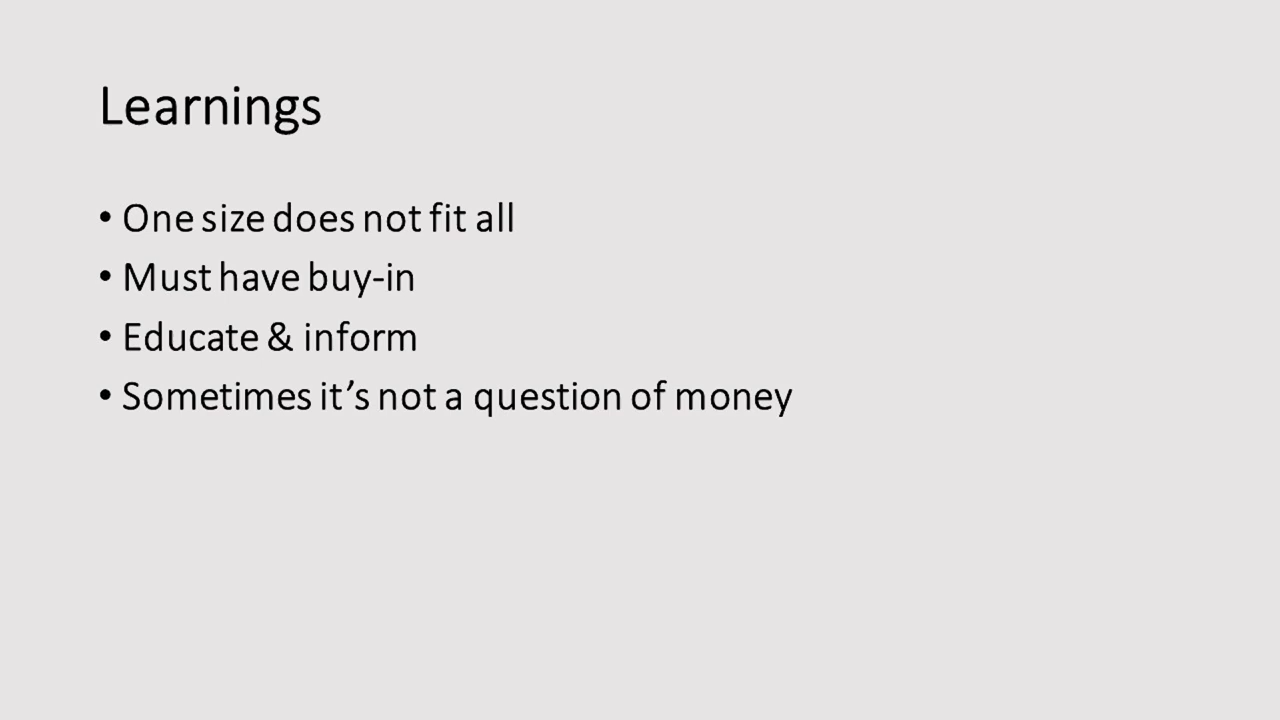 Learnings
• One size does not fit all
• Must have buy-in
• Educate & inform
• Sometimes it’s not a question of money